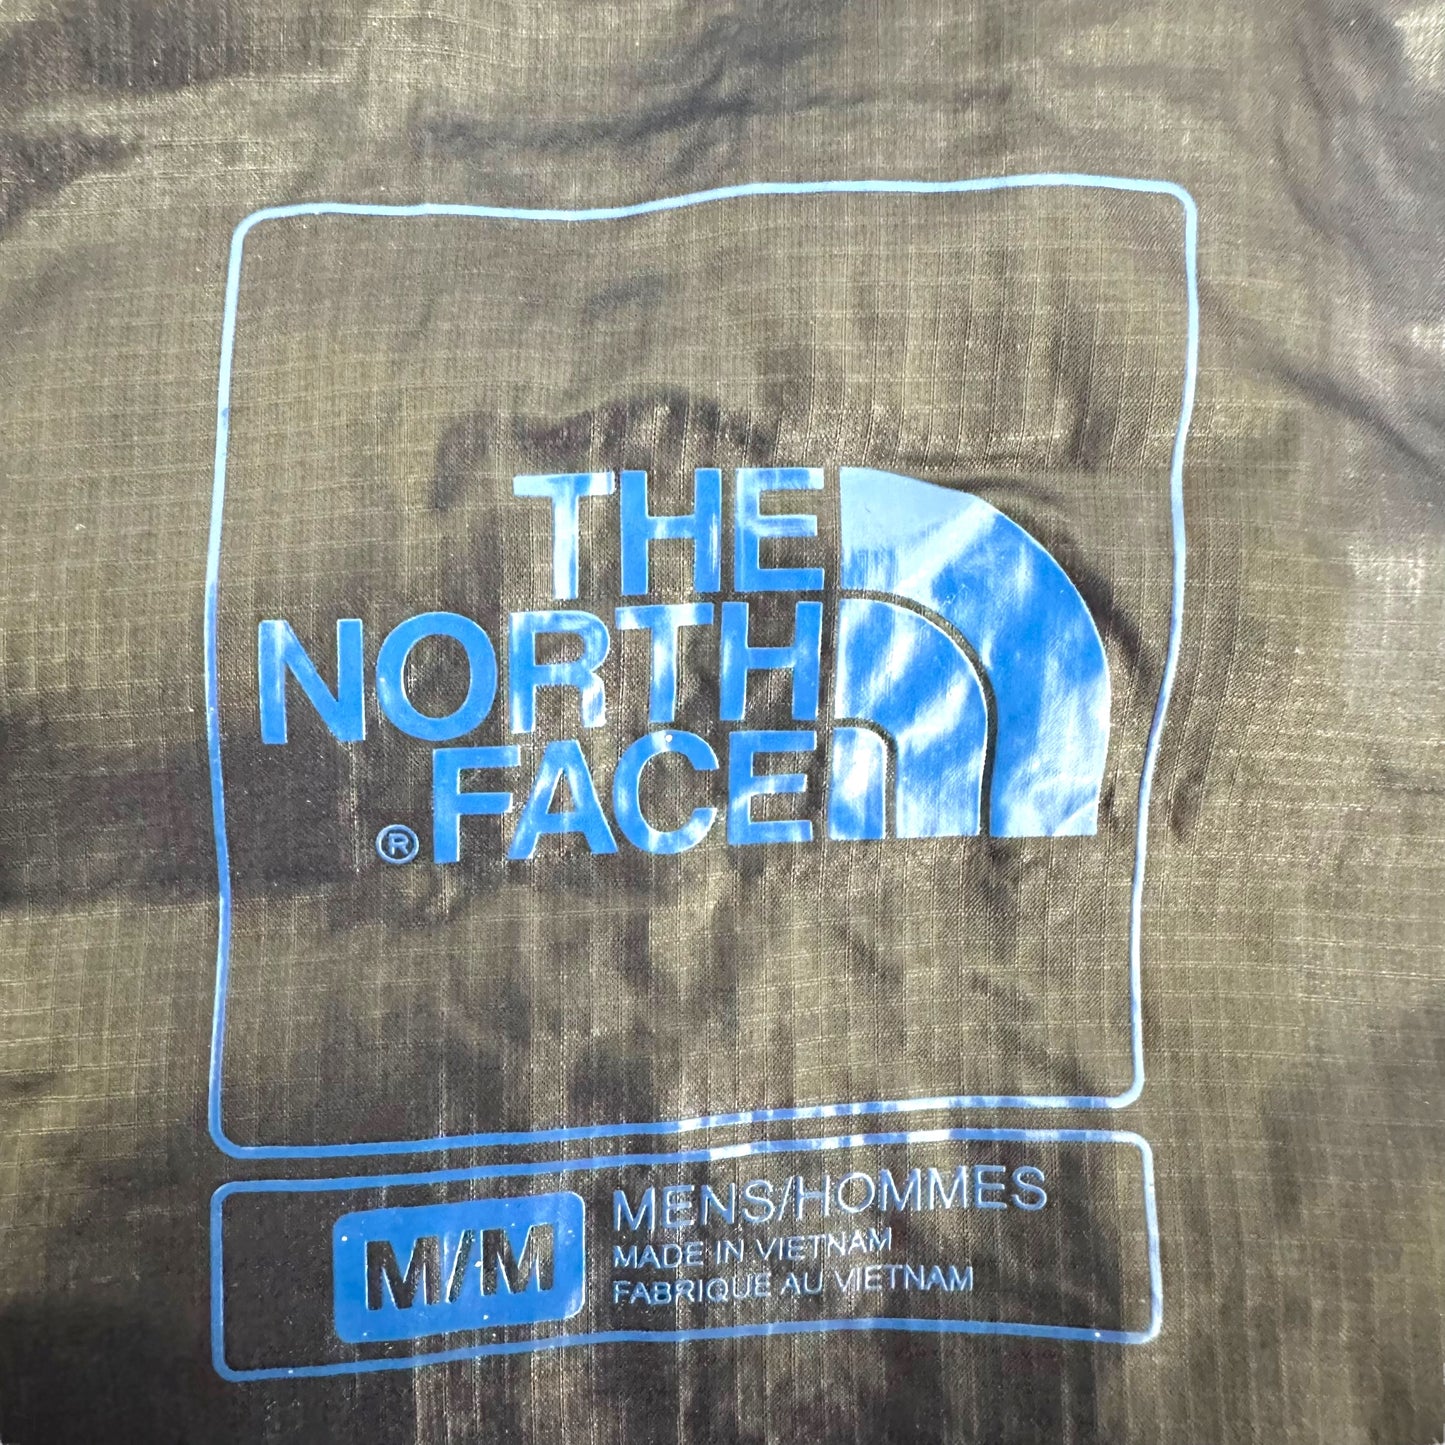 THE
NORTH
® FACE
M/M
MENS/HOMMES
MADE IN VIETNAM
FABRIQUE AU VIETNAM